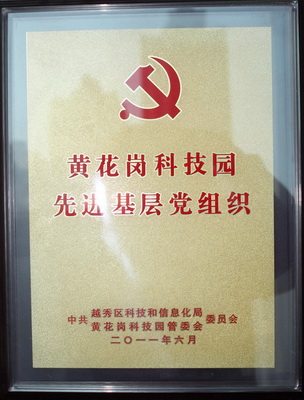 黄花岗科技园
先进基层党组织
中共越秀区科技和信息化局委员会
黄花岗科技园管委会
二〇一一年六月